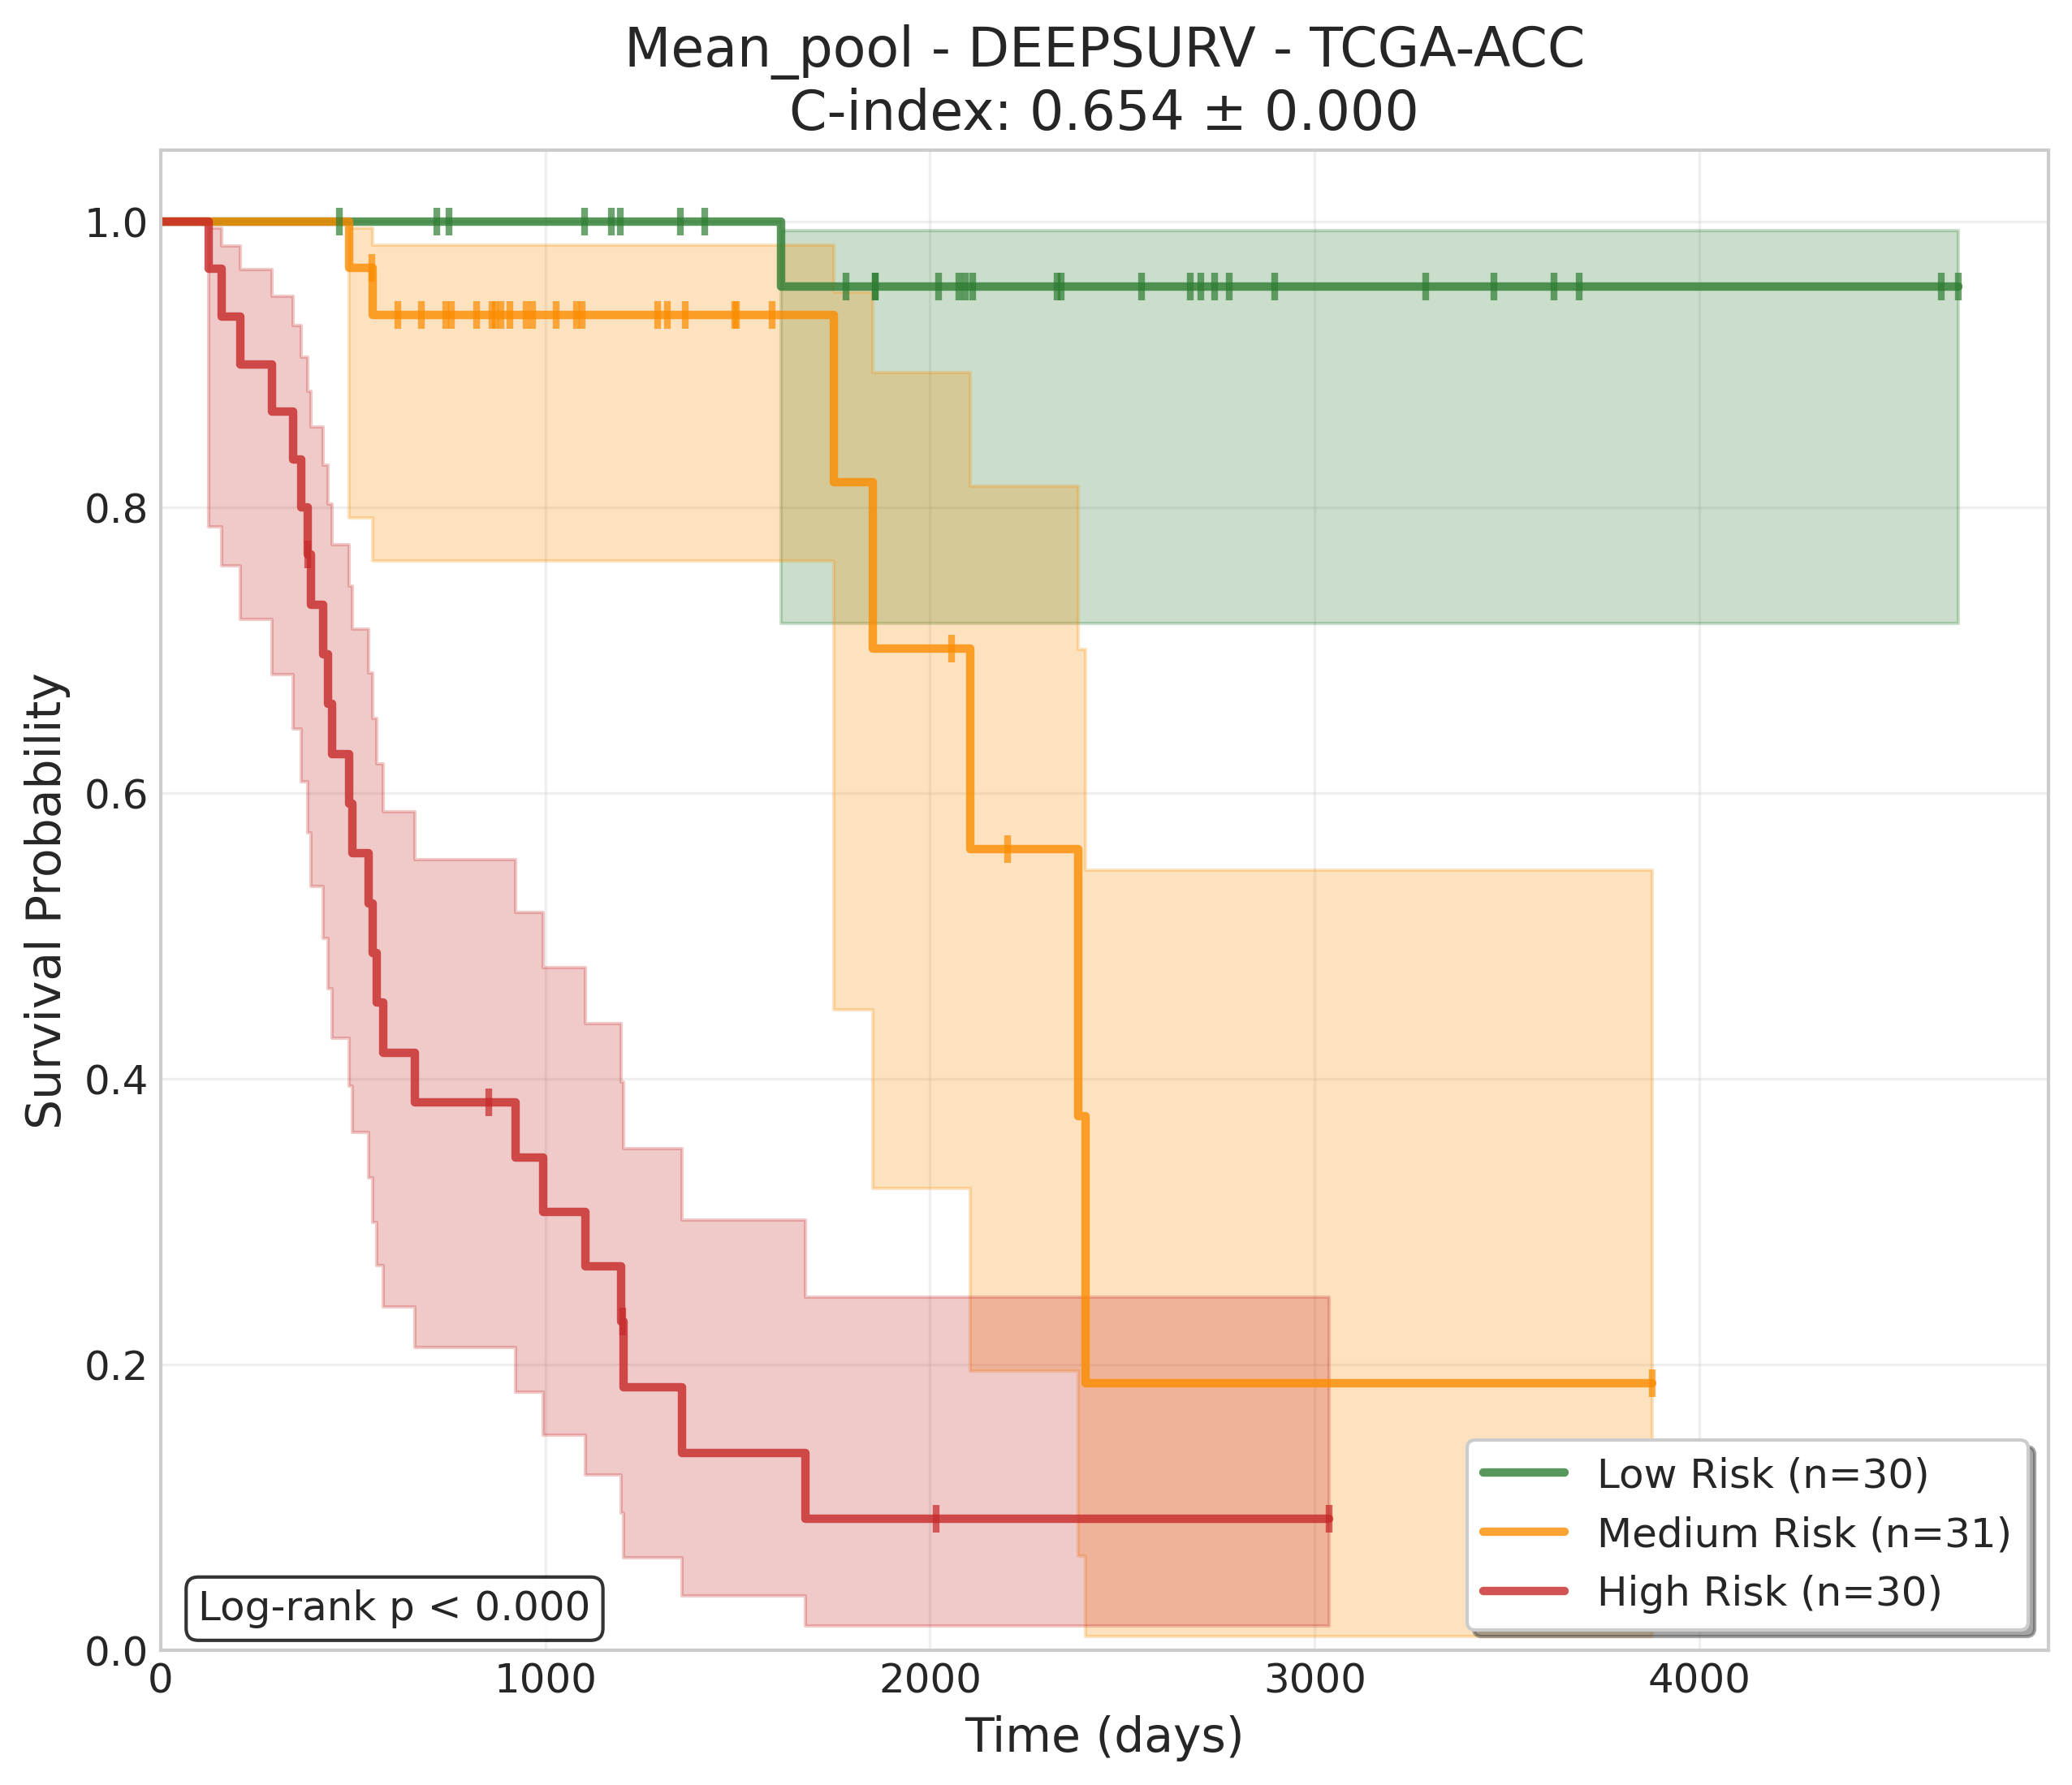 Mean_pool - DEEPSURV - TCGA-ACC
C-index: 0.654 ± 0.000
Survival Probability
1.0
0.8
0.6
0.4
0.2
0.0
0
1000
2000
3000
4000
Time (days)
Log-rank p < 0.000
Low Risk (n=30)
Medium Risk (n=31)
High Risk (n=30)